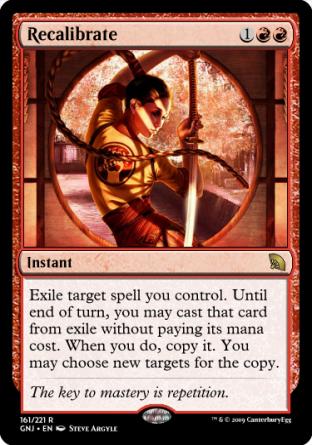 Recalibrate 1
Instant
Exile target spell you control. Until
end of turn, you may cast that card
from exile without paying its mana
cost. When you do, copy it. You
may choose new targets for the copy.
The key to mastery is repetition.
161/221 R
GNJ • EN STEVE ARGYLE
™ & © 2019 CanterburyEgg